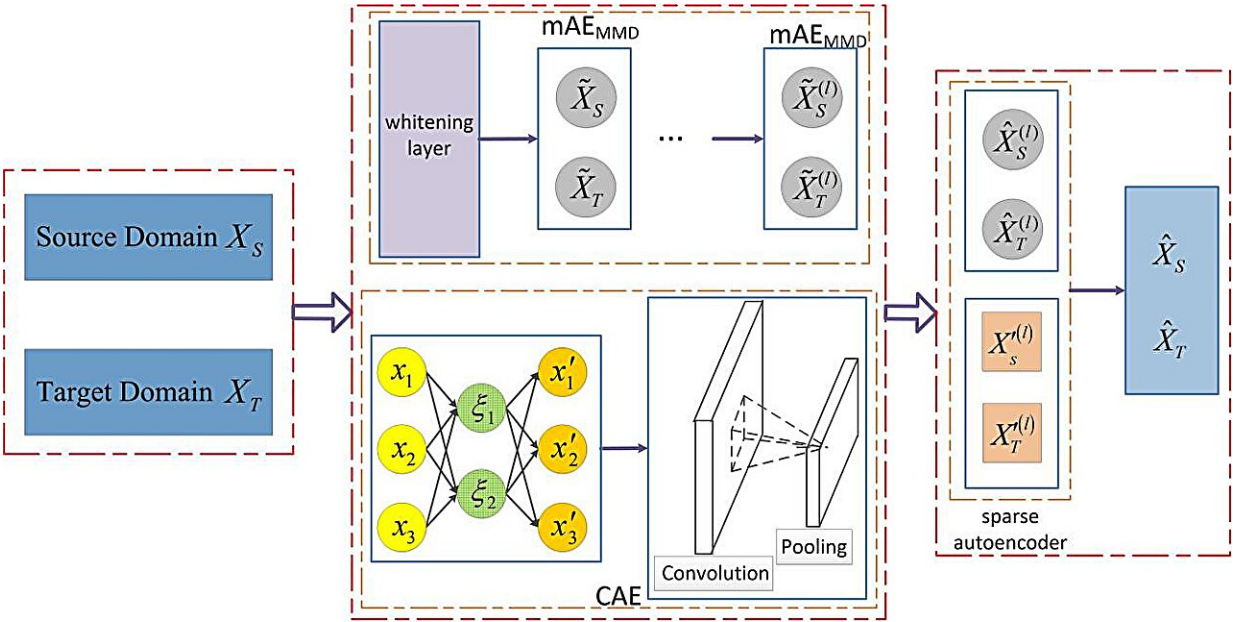 Source Domain X_S
Target Domain X_T
mAE_MMD
mAE_MMD
whitening
layer
X̃_S
X̃_T
...
X̃_S^(l)
X̃_T^(l)
x_1
x_2
x_3
ξ_1
ξ_2
x'_1
x'_2
x'_3
Convolution
Pooling
CAE
X̂_S^(l)
X̂_T^(l)
X'_s^(l)
X'_T^(l)
sparse
autoencoder
X̂_S
X̂_T